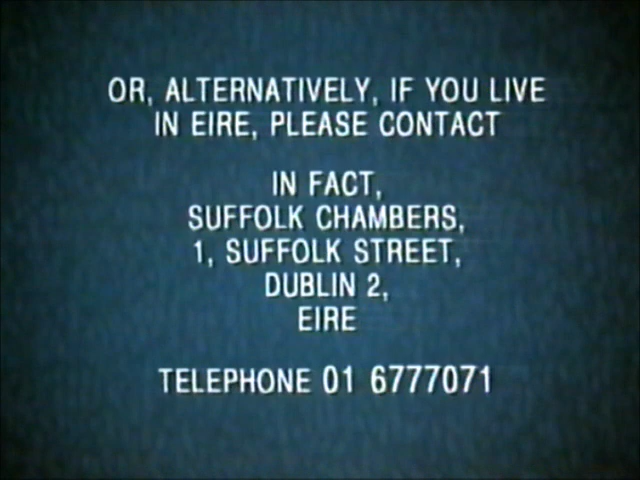 OR, ALTERNATIVELY, IF YOU LIVE
IN EIRE, PLEASE CONTACT
IN FACT,
SUFFOLK CHAMBERS,
1, SUFFOLK STREET,
DUBLIN 2,
EIRE
TELEPHONE 01 6777071